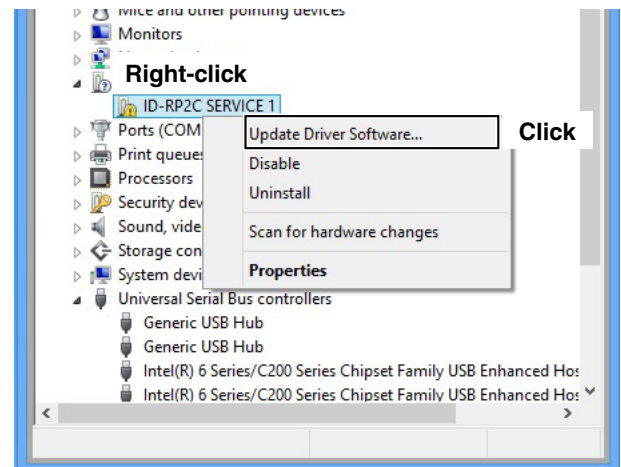 Mice and other pointing devices
Monitors
Right-click
ID-RP2C SERVICE 1
Ports (COM
Update Driver Software...
Click
Print queues
Disable
Processors
Uninstall
Security dev
Sound, vide
Scan for hardware changes
Storage con
System devi
Properties
Universal Serial Bus controllers
Generic USB Hub
Generic USB Hub
Intel(R) 6 Series/C200 Series Chipset Family USB Enhanced Hos
Intel(R) 6 Series/C200 Series Chipset Family USB Enhanced Hos